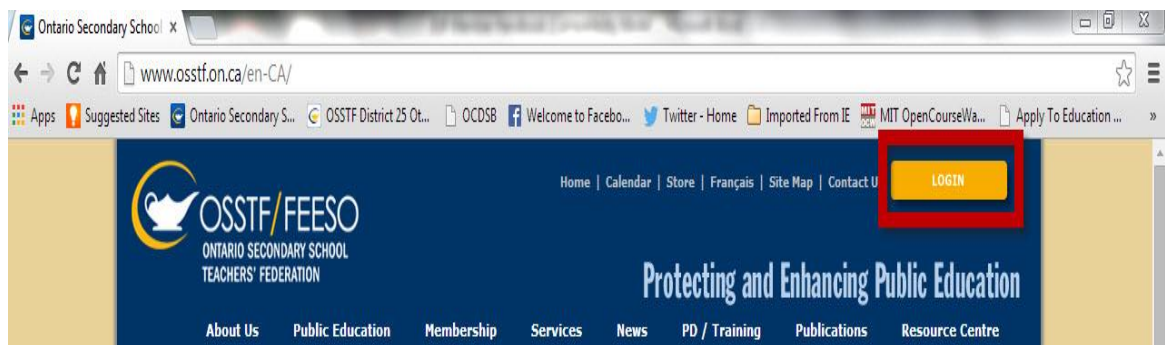 Ontario Secondary School
www.osstf.on.ca/en-CA/
Apps Suggested Sites Ontario Secondary S... OSSTF District 25 Ot... OCDSB Welcome to Facebo... Twitter - Home Imported From IE MIT OpenCourseWa... Apply To Education ... »
Home | Calendar | Store | Français | Site Map | Contact U
LOGIN
OSSTF/FEESO
ONTARIO SECONDARY SCHOOL
TEACHERS' FEDERATION
Protecting and Enhancing Public Education
About Us Public Education Membership Services News PD / Training Publications Resource Centre